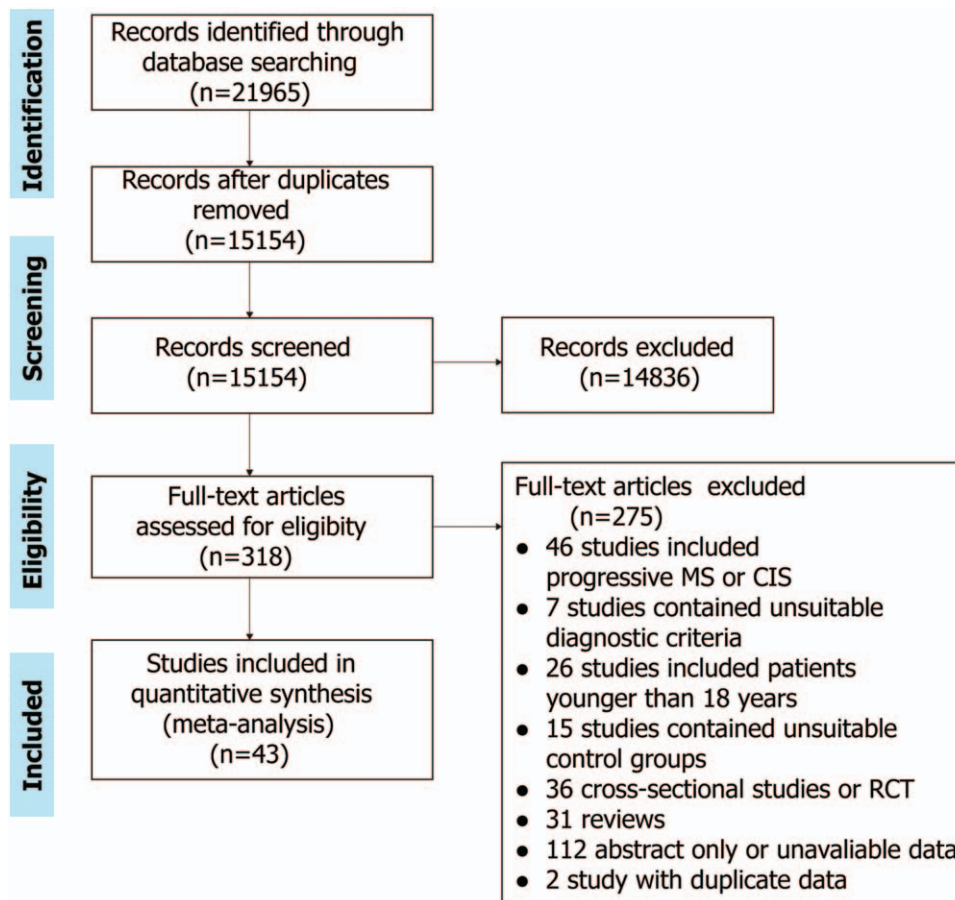 Identification
Records identified through
database searching
(n=21965)
Records after duplicates
removed
(n=15154)
Screening
Records screened
(n=15154)
Records excluded
(n=14836)
Eligibility
Full-text articles
assessed for eligibity
(n=318)
Full-text articles excluded
(n=275)
● 46 studies included
progressive MS or CIS
● 7 studies contained unsuitable
diagnostic criteria
● 26 studies included patients
younger than 18 years
● 15 studies contained unsuitable
control groups
● 36 cross-sectional studies or RCT
● 31 reviews
● 112 abstract only or unavaliable data
● 2 study with duplicate data
Included
Studies included in
quantitative synthesis
(meta-analysis)
(n=43)